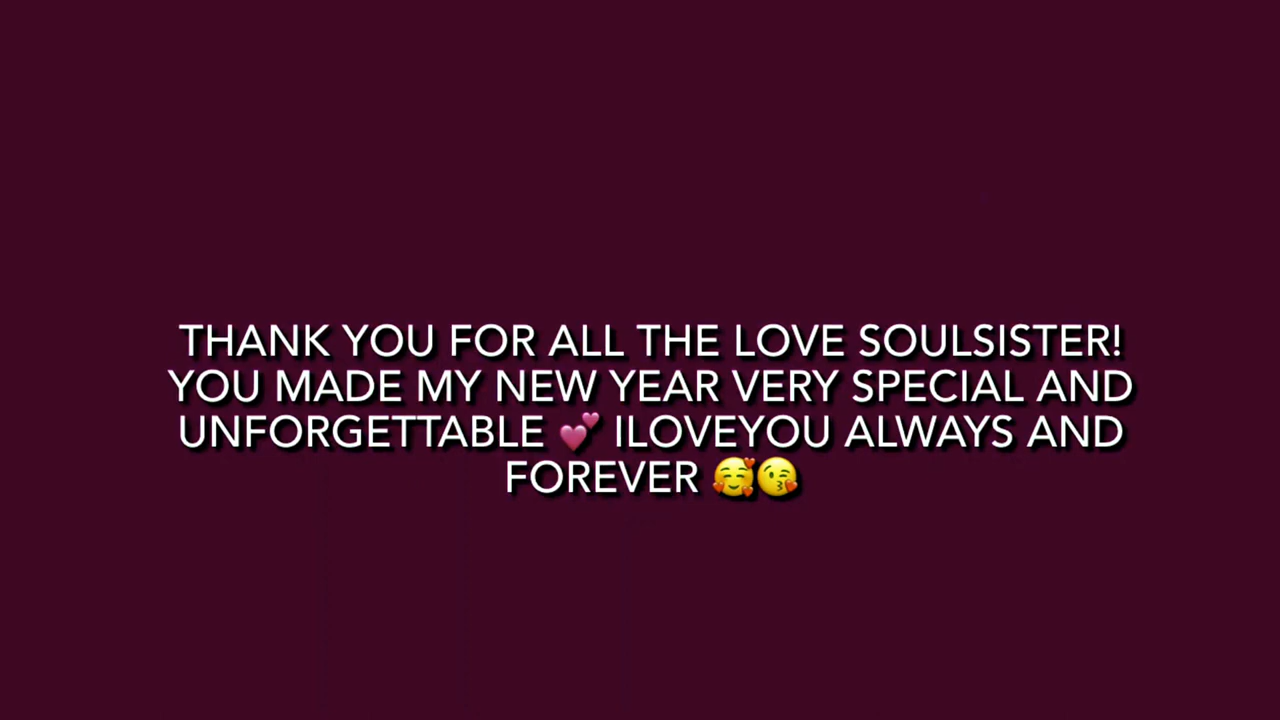 THANK YOU FOR ALL THE LOVE SOULSISTER!
YOU MADE MY NEW YEAR VERY SPECIAL AND
UNFORGETTABLE 💕 ILOVEYOU ALWAYS AND
FOREVER 🥰😘